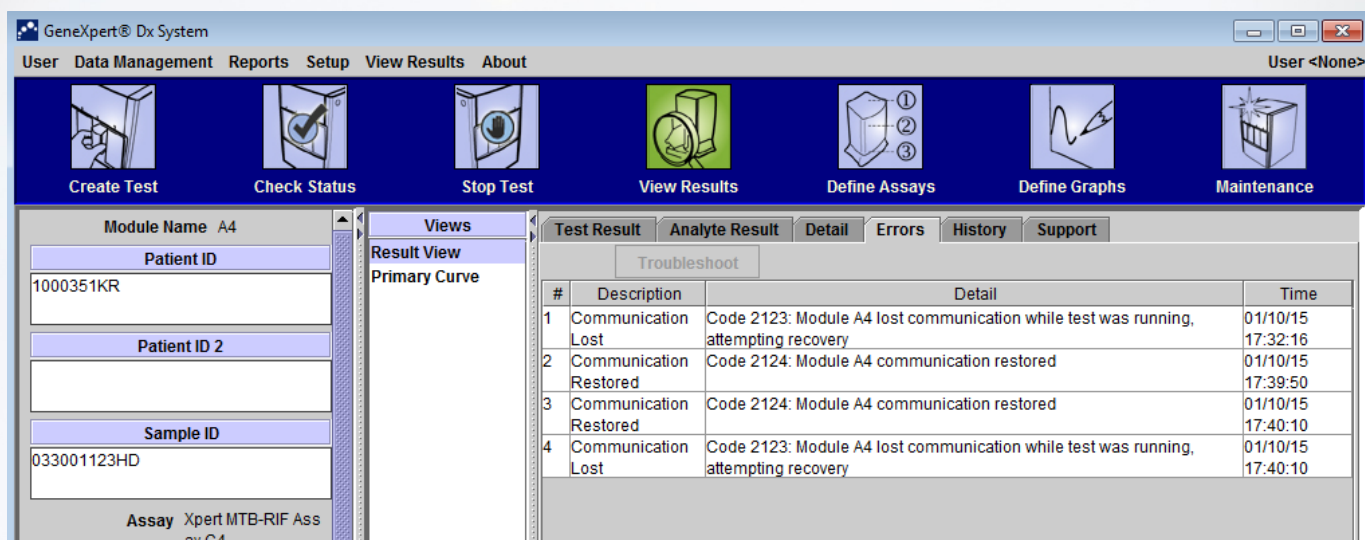 GeneXpert® Dx System
User Data Management Reports Setup View Results About User <None>
Create Test Check Status Stop Test View Results Define Assays Define Graphs Maintenance
Module Name A4
Patient ID
1000351KR
Patient ID 2
Sample ID
033001123HD
Assay Xpert MTB-RIF Ass
Views
Result View
Primary Curve
Test Result Analyte Result Detail Errors History Support
Troubleshoot
# Description Detail Time
1 Communication Code 2123: Module A4 lost communication while test was running, 01/10/15
Lost attempting recovery 17:32:16
2 Communication Code 2124: Module A4 communication restored 01/10/15
Restored 17:39:50
3 Communication Code 2124: Module A4 communication restored 01/10/15
Restored 17:40:10
4 Communication Code 2123: Module A4 lost communication while test was running, 01/10/15
Lost attempting recovery 17:40:10